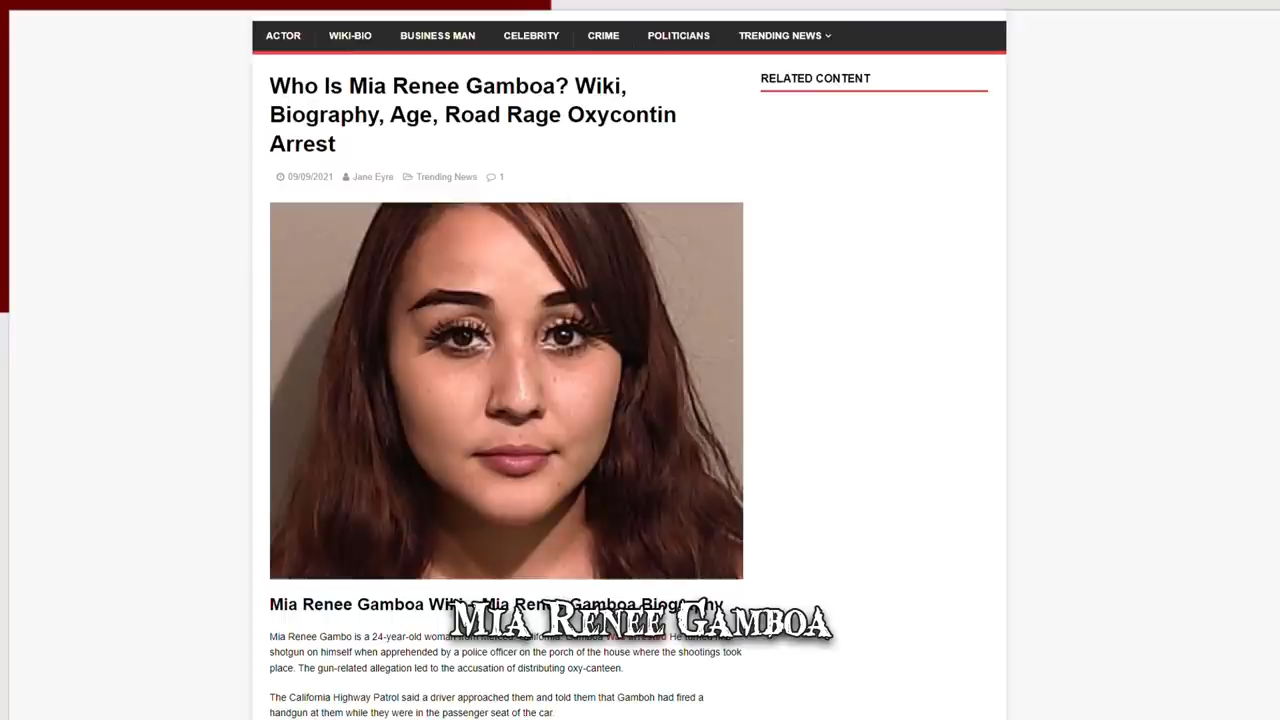 ACTOR WIKI-BIO BUSINESS MAN CELEBRITY CRIME POLITICIANS TRENDING NEWS
Who Is Mia Renee Gamboa? Wiki,
Biography, Age, Road Rage Oxycontin
Arrest
09/09/2021 Jane Eyre Trending News 1
RELATED CONTENT
Mia Renee Gamboa Mia Gamboa
Mia Renee Gamboa
Mia Renee Gambo is a 24-year-old woman He
shotgun on himself when apprehended by a police officer on the porch of the house where the shootings took
place. The gun-related allegation led to the accusation of distributing oxy-canteen.
The California Highway Patrol said a driver approached them and told them that Gamboh had fired a
handgun at them while they were in the passenger seat of the car.